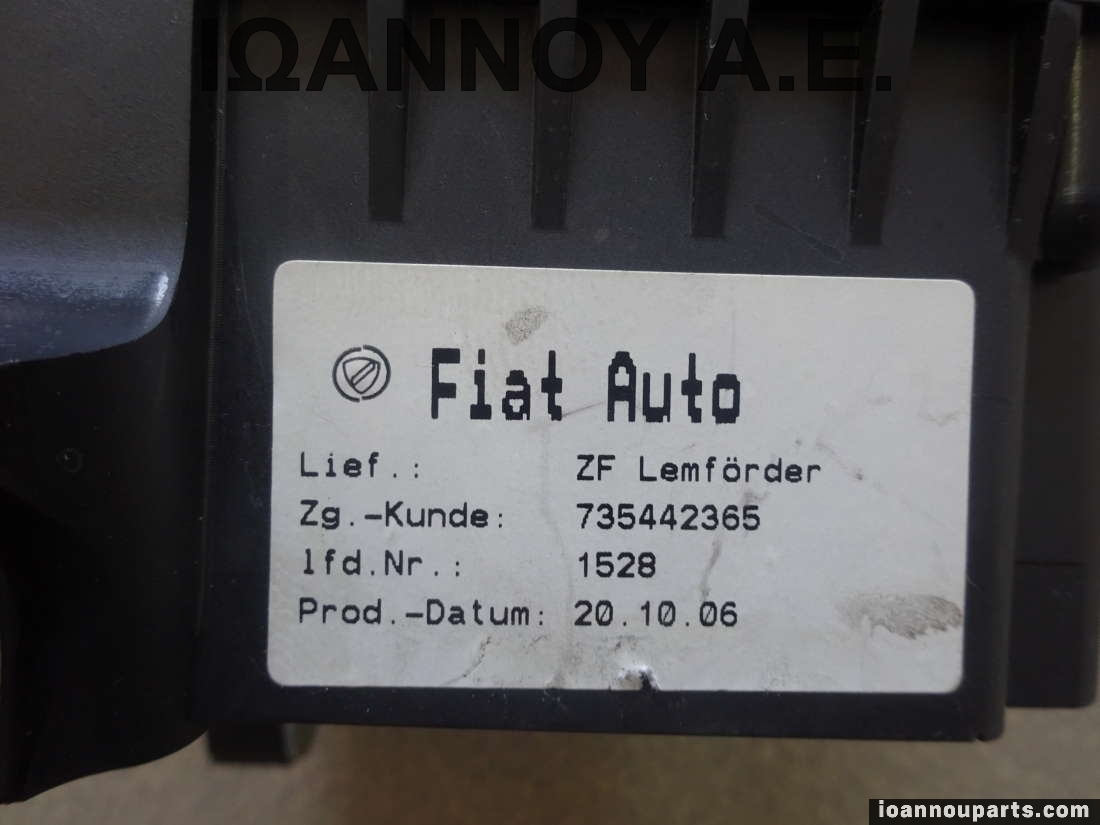 ΙΩΑΝΝΟΥ Α.Ε.
Fiat Auto
Lief.: ZF Lemförder
Zg.-Kunde: 735442365
lfd.Nr.: 1528
Prod.-Datum: 20.10.06
ioannouparts.com